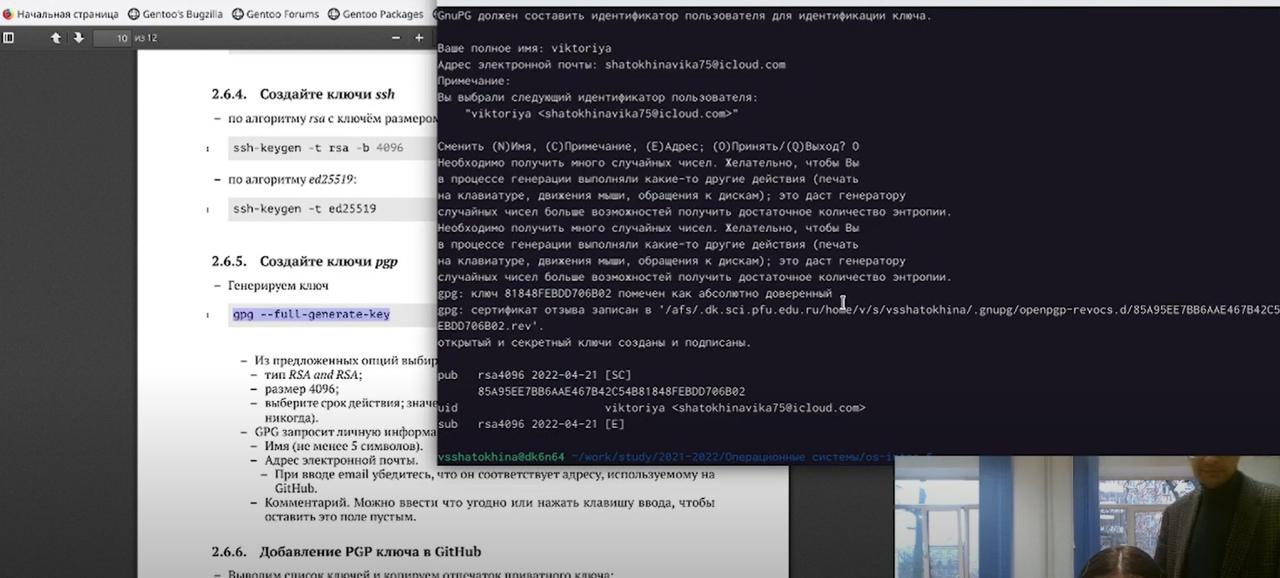 Начальная страница Gentoo's Bugzilla Gentoo Forums Gentoo Packages
10 из 12
2.6.4. Создайте ключи ssh
– по алгоритму rsa с ключём размером
1 ssh-keygen -t rsa -b 4096
– по алгоритму ed25519:
1 ssh-keygen -t ed25519
2.6.5. Создайте ключи pgp
– Генерируем ключ
1 gpg --full-generate-key
– Из предложенных опций
– тип RSA and RSA;
– размер 4096;
– выберите срок действия;
никогда).
– GPG запросит личную
– Имя (не менее 5 символов).
– Адрес электронной почты.
– При вводе email убедитесь, что он соответствует адресу, используемому на
GitHub.
– Комментарий. Можно ввести что угодно или нажать клавишу ввода, чтобы
оставить это поле пустым.
2.6.6. Добавление PGP ключа в GitHub
– Выводим список ключей и копируем отпечаток приватного ключа:
GnuPG должен составить идентификатор пользователя для идентификации ключа.
Ваше полное имя: viktoriya
Адрес электронной почты: shatokhinavika75@icloud.com
Примечание:
Вы выбрали следующий идентификатор пользователя:
"viktoriya <shatokhinavika75@icloud.com>"
Сменить (N)Имя, (C)Примечание, (E)Адрес; (O)Принять/(Q)Выход? O
Необходимо получить много случайных чисел. Желательно, чтобы Вы
в процессе генерации выполняли какие-то другие действия (печать
на клавиатуре, движения мыши, обращения к дискам); это даст генератору
случайных чисел больше возможностей получить достаточное количество энтропии.
Необходимо получить много случайных чисел. Желательно, чтобы Вы
в процессе генерации выполняли какие-то другие действия (печать
на клавиатуре, движения мыши, обращения к дискам); это даст генератору
случайных чисел больше возможностей получить достаточное количество энтропии.
gpg: ключ 81848FEBDD706B02 помечен как абсолютно доверенный
gpg: сертификат отзыва записан в '/afs/.dk.sci.pfu.edu.ru/home/v/s/vsshatokhina/.gnupg/openpgp-revocs.d/85A95EE7BB6AAE467B42C5
EBDD706B02.rev'.
открытый и секретный ключи созданы и подписаны.
pub rsa4096 2022-04-21 [SC]
85A95EE7BB6AAE467B42C54B81848FEBDD706B02
uid viktoriya <shatokhinavika75@icloud.com>
sub rsa4096 2022-04-21 [E]
vsshatokhina@dk6n64 ~/work/study/2021-2022/Операционные системы/